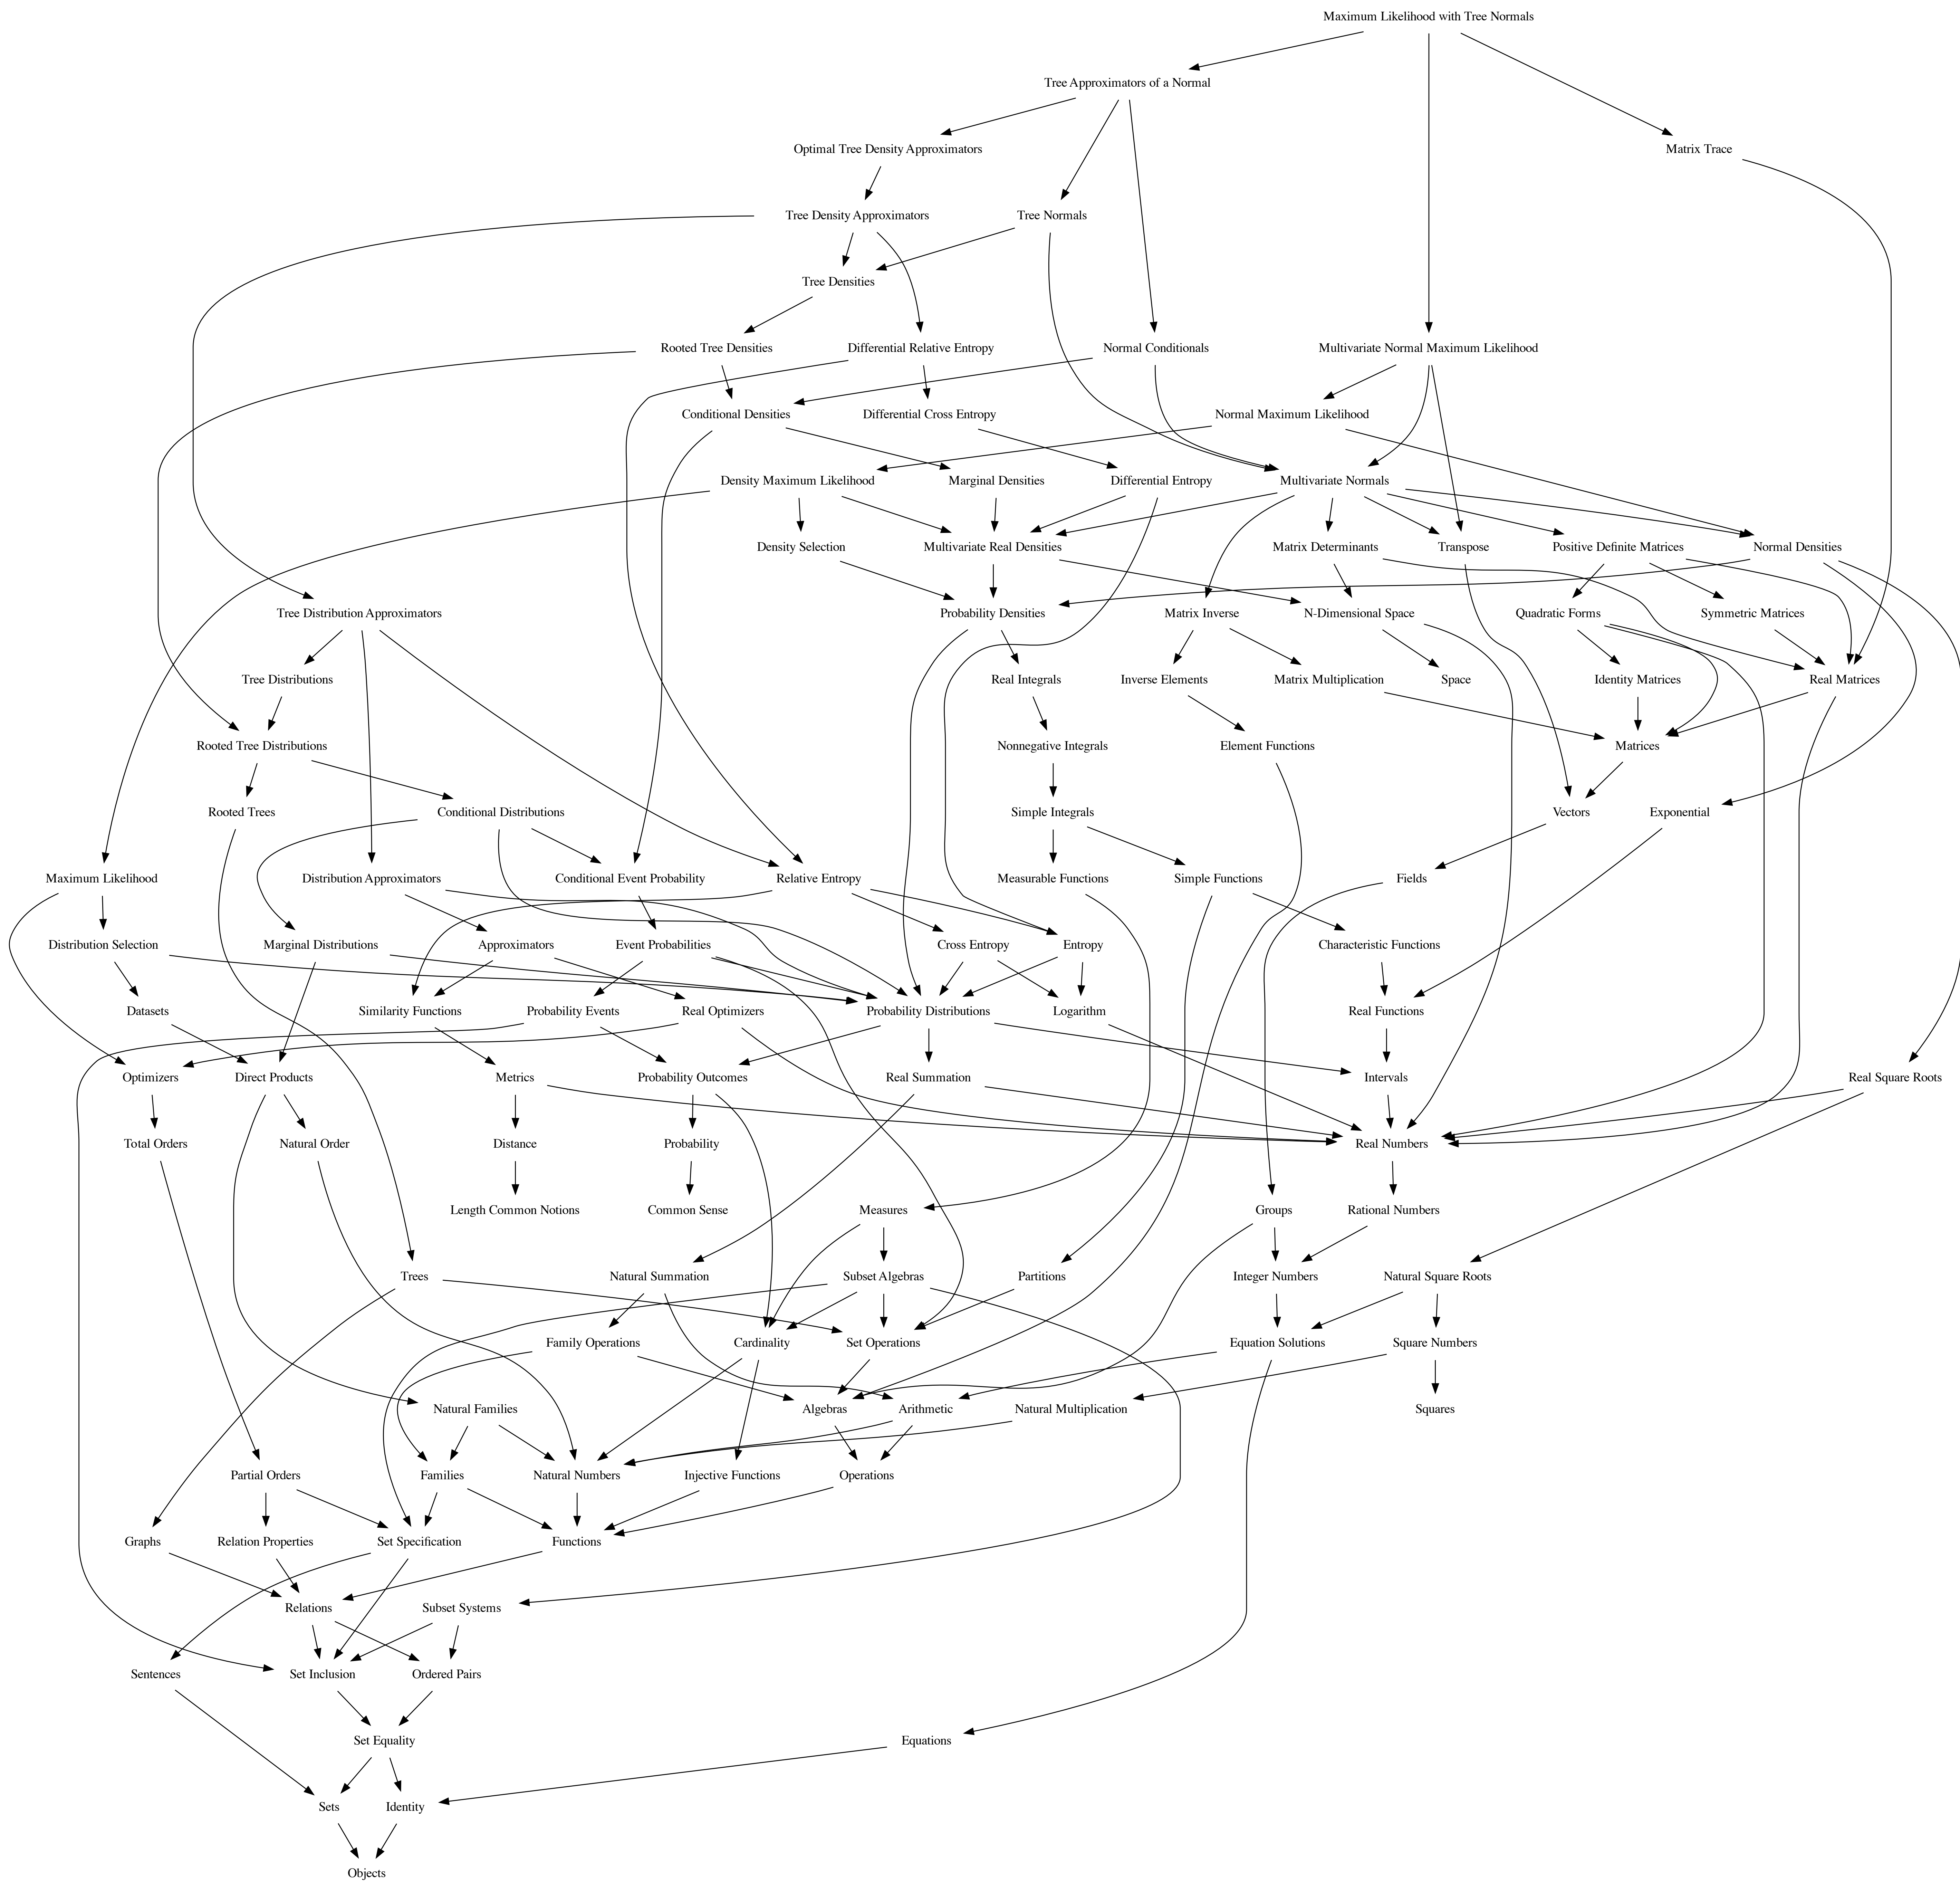 Maximum Likelihood with Tree Normals
Tree Approximators of a Normal
Optimal Tree Density Approximators
Matrix Trace
Tree Density Approximators
Tree Normals
Tree Densities
Rooted Tree Densities
Differential Relative Entropy
Normal Conditionals
Multivariate Normal Maximum Likelihood
Conditional Densities
Differential Cross Entropy
Normal Maximum Likelihood
Density Maximum Likelihood
Marginal Densities
Differential Entropy
Multivariate Normals
Density Selection
Multivariate Real Densities
Matrix Determinants
Transpose
Positive Definite Matrices
Normal Densities
Tree Distribution Approximators
Probability Densities
Matrix Inverse
N-Dimensional Space
Quadratic Forms
Symmetric Matrices
Tree Distributions
Real Integrals
Inverse Elements
Matrix Multiplication
Space
Identity Matrices
Real Matrices
Rooted Tree Distributions
Nonnegative Integrals
Element Functions
Matrices
Rooted Trees
Conditional Distributions
Simple Integrals
Vectors
Exponential
Maximum Likelihood
Distribution Approximators
Conditional Event Probability
Relative Entropy
Measurable Functions
Simple Functions
Fields
Distribution Selection
Marginal Distributions
Approximators
Event Probabilities
Cross Entropy
Entropy
Characteristic Functions
Datasets
Similarity Functions
Probability Events
Real Optimizers
Probability Distributions
Logarithm
Real Functions
Optimizers
Direct Products
Metrics
Probability Outcomes
Real Summation
Intervals
Real Square Roots
Total Orders
Natural Order
Distance
Probability
Real Numbers
Length Common Notions
Common Sense
Measures
Groups
Rational Numbers
Trees
Natural Summation
Subset Algebras
Partitions
Integer Numbers
Natural Square Roots
Family Operations
Cardinality
Set Operations
Equation Solutions
Square Numbers
Natural Families
Algebras
Arithmetic
Natural Multiplication
Squares
Partial Orders
Families
Natural Numbers
Injective Functions
Operations
Graphs
Relation Properties
Set Specification
Functions
Relations
Subset Systems
Sentences
Set Inclusion
Ordered Pairs
Set Equality
Equations
Sets
Identity
Objects